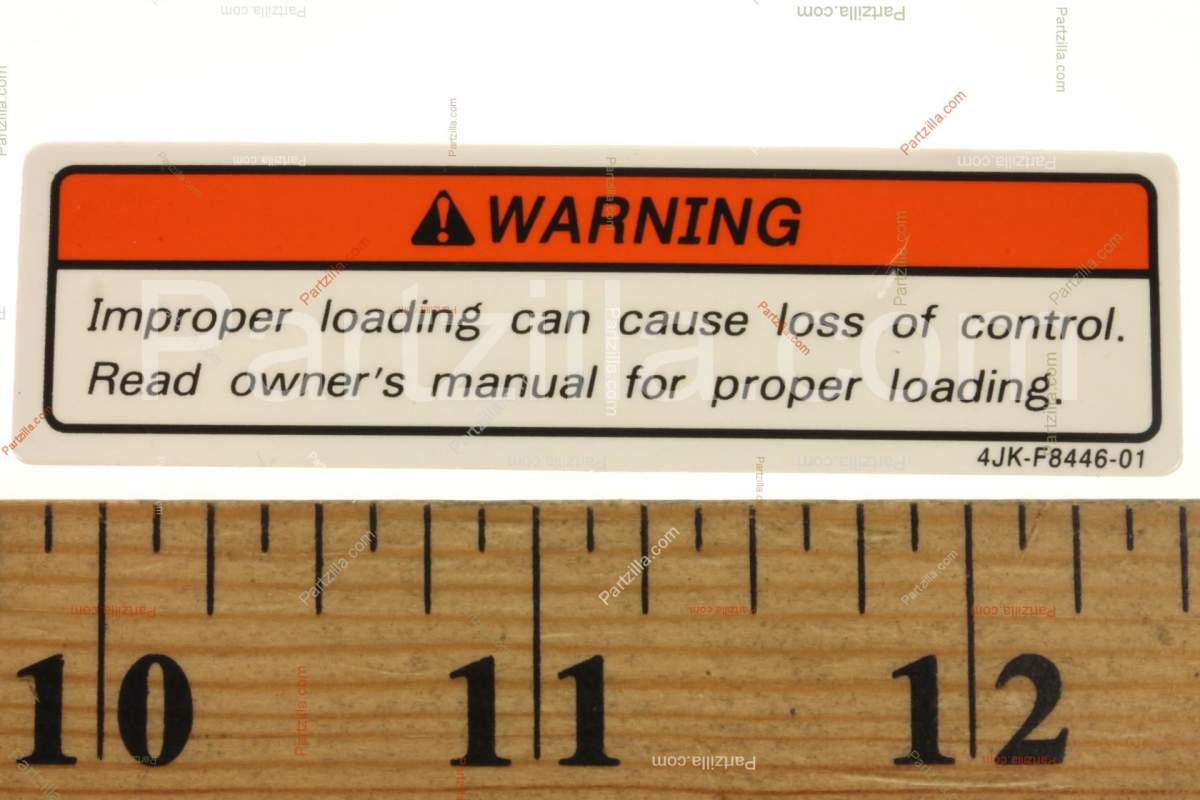 WARNING
Improper loading can cause loss of control.
Read owner's manual for proper loading.
4JK-F8446-01
10 11 12
Partzilla.com